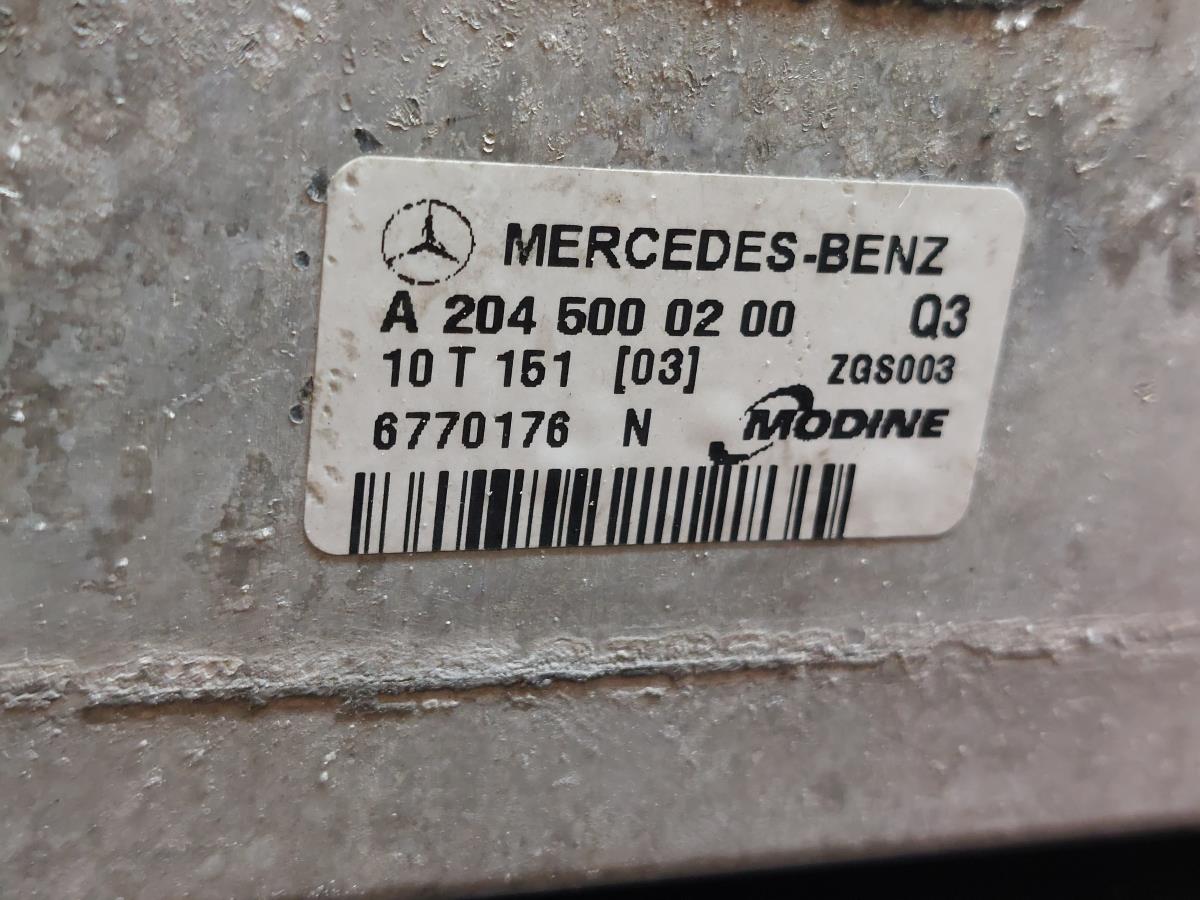 MERCEDES-BENZ
A 204 500 02 00 Q3
10 T 151 [03] ZGS003
6770176 N MODINE